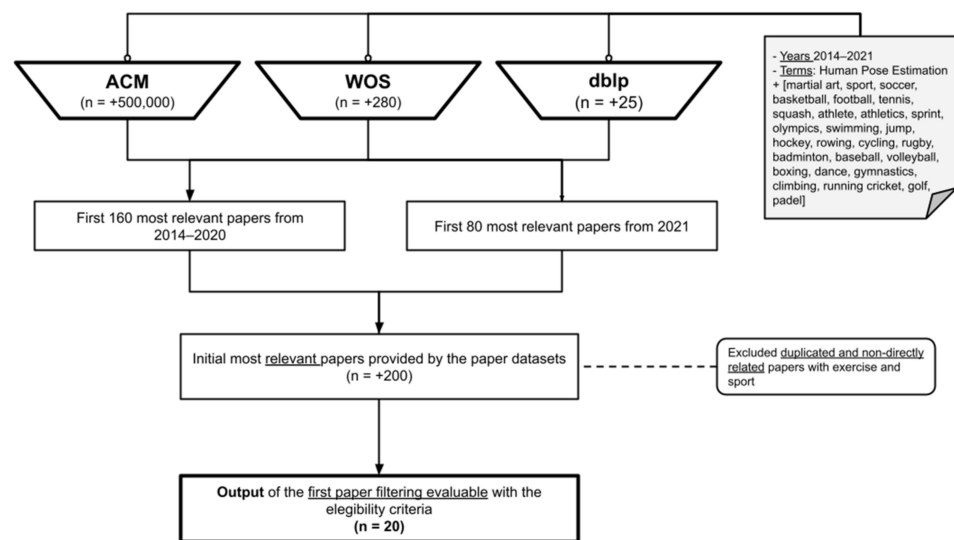 ACM
(n = +500,000)
WOS
(n = +280)
dblp
(n = +25)
- Years 2014–2021
- Terms: Human Pose Estimation
+ [martial art, sport, soccer,
basketball, football, tennis,
squash, athlete, athletics, sprint,
olympics, swimming, jump,
hockey, rowing, cycling, rugby,
badminton, baseball, volleyball,
boxing, dance, gymnastics,
climbing, running cricket, golf,
padel]
First 160 most relevant papers from
2014–2020
First 80 most relevant papers from 2021
Initial most relevant papers provided by the paper datasets
(n = +200)
Excluded duplicated and non-directly
related papers with exercise and
sport
Output of the first paper filtering evaluable with the
elegibility criteria
(n = 20)